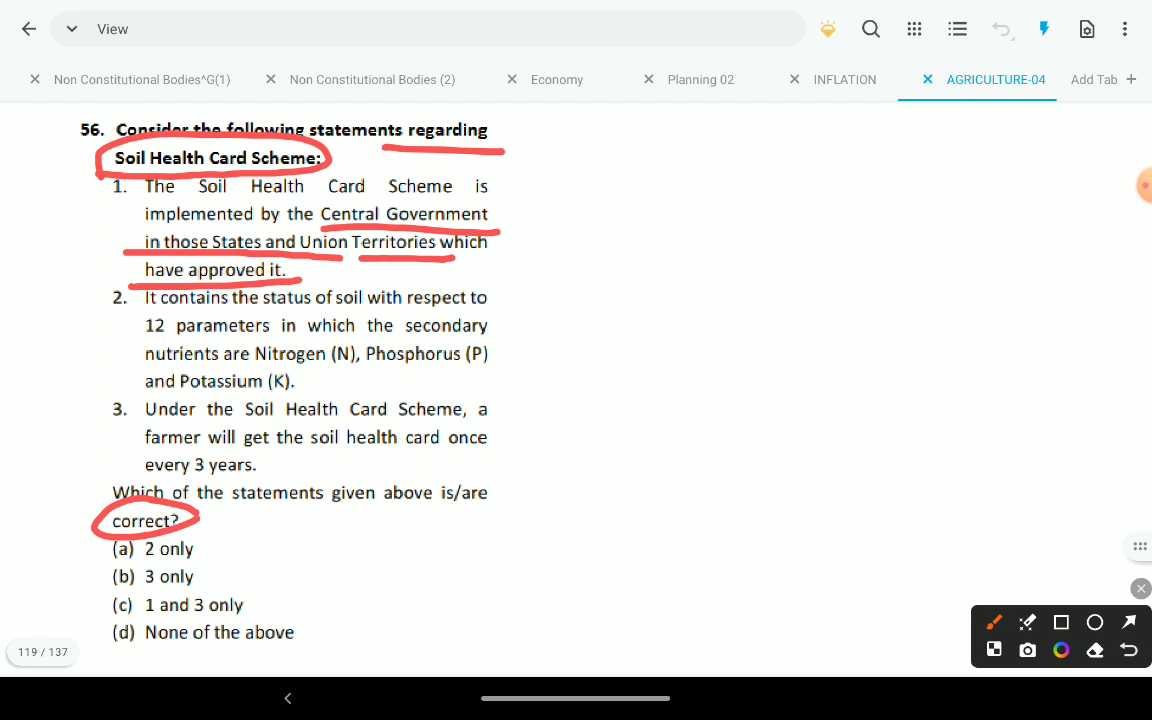 View
Non Constitutional Bodies^G(1)
Non Constitutional Bodies (2)
Economy
Planning 02
INFLATION
AGRICULTURE-04
Add Tab +
56. Consider the following statements regarding
Soil Health Card Scheme:
1. The Soil Health Card Scheme is
implemented by the Central Government
in those States and Union Territories which
have approved it.
2. It contains the status of soil with respect to
12 parameters in which the secondary
nutrients are Nitrogen (N), Phosphorus (P)
and Potassium (K).
3. Under the Soil Health Card Scheme, a
farmer will get the soil health card once
every 3 years.
Which of the statements given above is/are
correct?
(a) 2 only
(b) 3 only
(c) 1 and 3 only
(d) None of the above
119 / 137